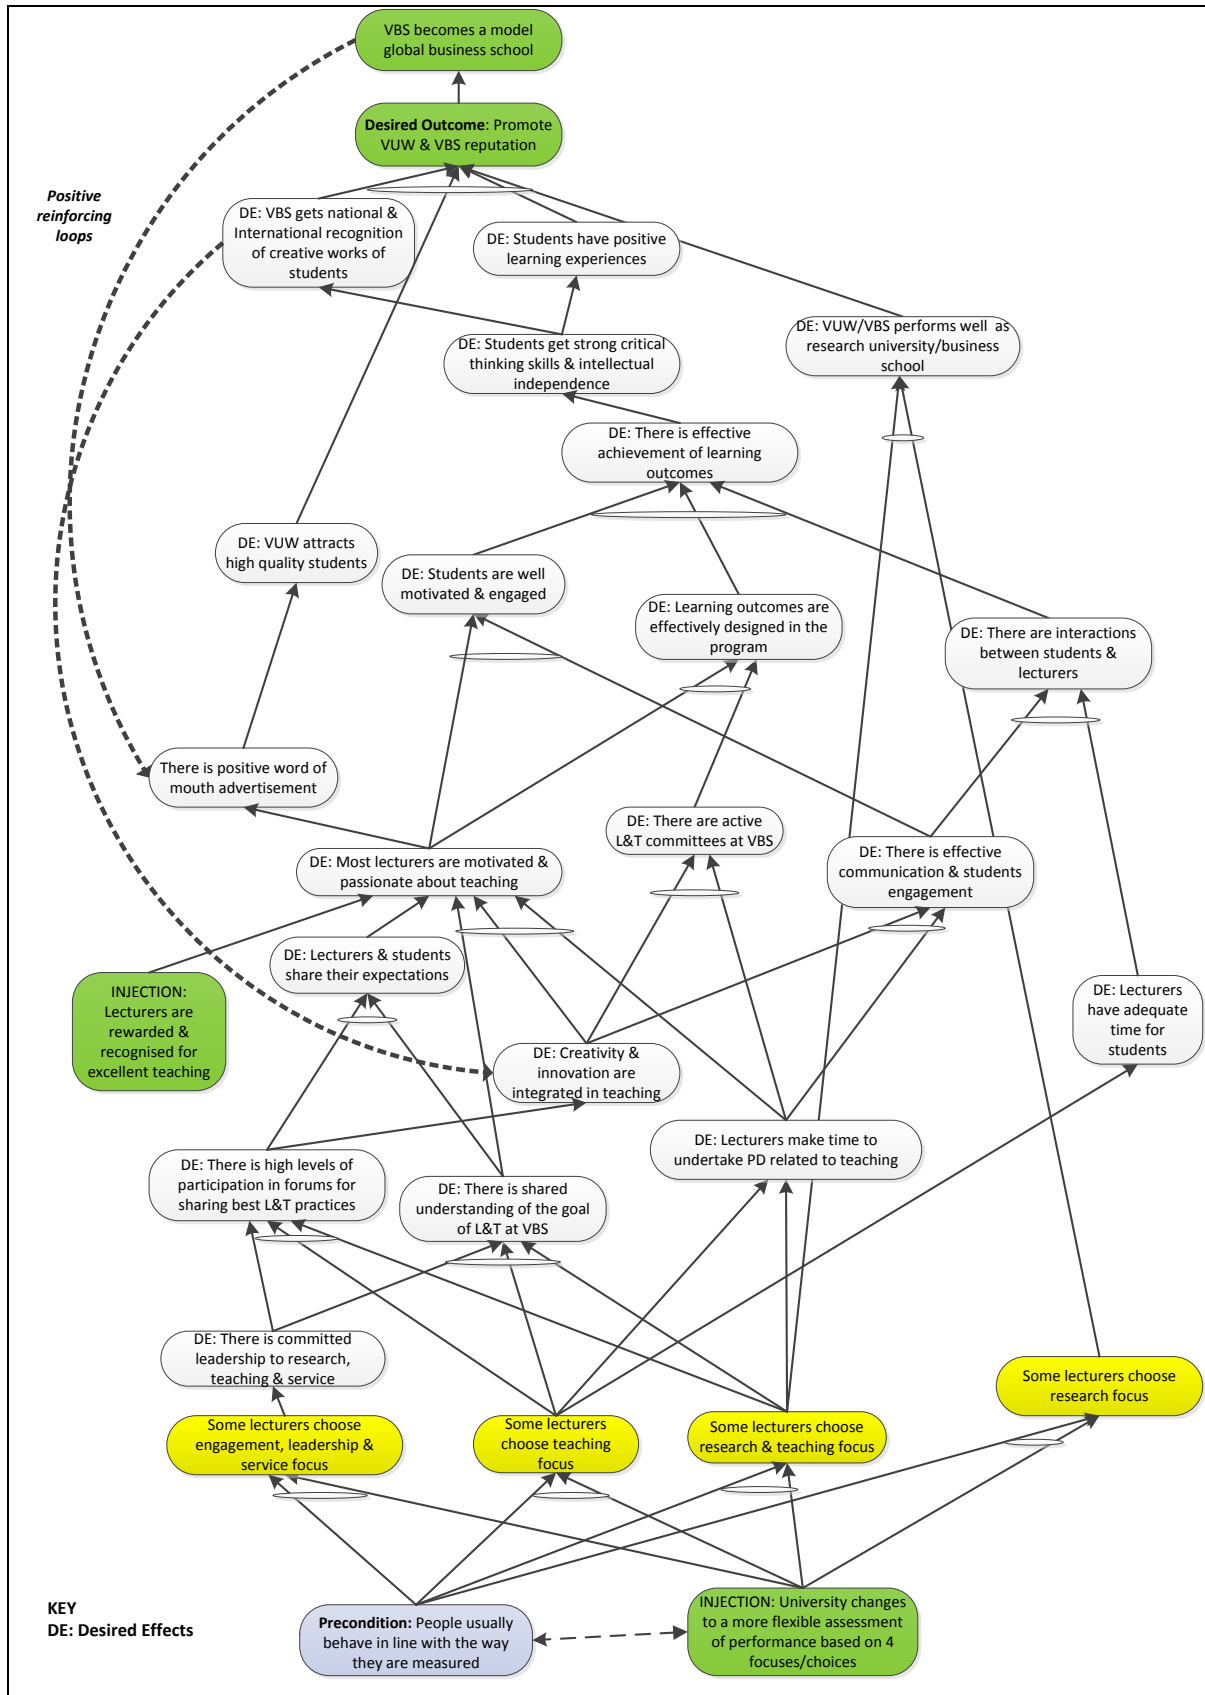 VBS becomes a model
global business school
Desired Outcome: Promote
VUW & VBS reputation
Positive
reinforcing
loops
DE: VBS gets national &
International recognition
of creative works of
students
DE: Students have positive
learning experiences
DE: VUW/VBS performs well  as
research university/business
school
DE: Students get strong critical
thinking skills & intellectual
independence
DE: There is effective
achievement of learning
outcomes
DE: VUW attracts
high quality students
DE: Students are well
motivated & engaged
DE: Learning outcomes are
effectively designed in the
program
DE: There are interactions
between students &
lecturers
There is positive word of
mouth advertisement
DE: There are active
L&T committees at VBS
DE: Most lecturers are motivated &
passionate about teaching
DE: There is effective
communication & students
engagement
DE: Lecturers & students
share their expectations
INJECTION:
Lecturers are
rewarded &
recognised for
excellent teaching
DE: Lecturers
have adequate
time for
students
DE: Creativity &
innovation are
integrated in teaching
DE: Lecturers make time to
undertake PD related to teaching
DE: There is high levels of
participation in forums for
sharing best L&T practices
DE: There is shared
understanding of the goal
of L&T at VBS
DE: There is committed
leadership to research,
teaching & service
Some lecturers choose
research focus
Some lecturers choose
engagement, leadership &
service focus
Some lecturers
choose teaching
focus
Some lecturers choose
research & teaching focus
KEY
DE: Desired Effects
Precondition: People usually
behave in line with the way
they are measured
INJECTION: University changes
to a more flexible assessment
of performance based on 4
focuses/choices